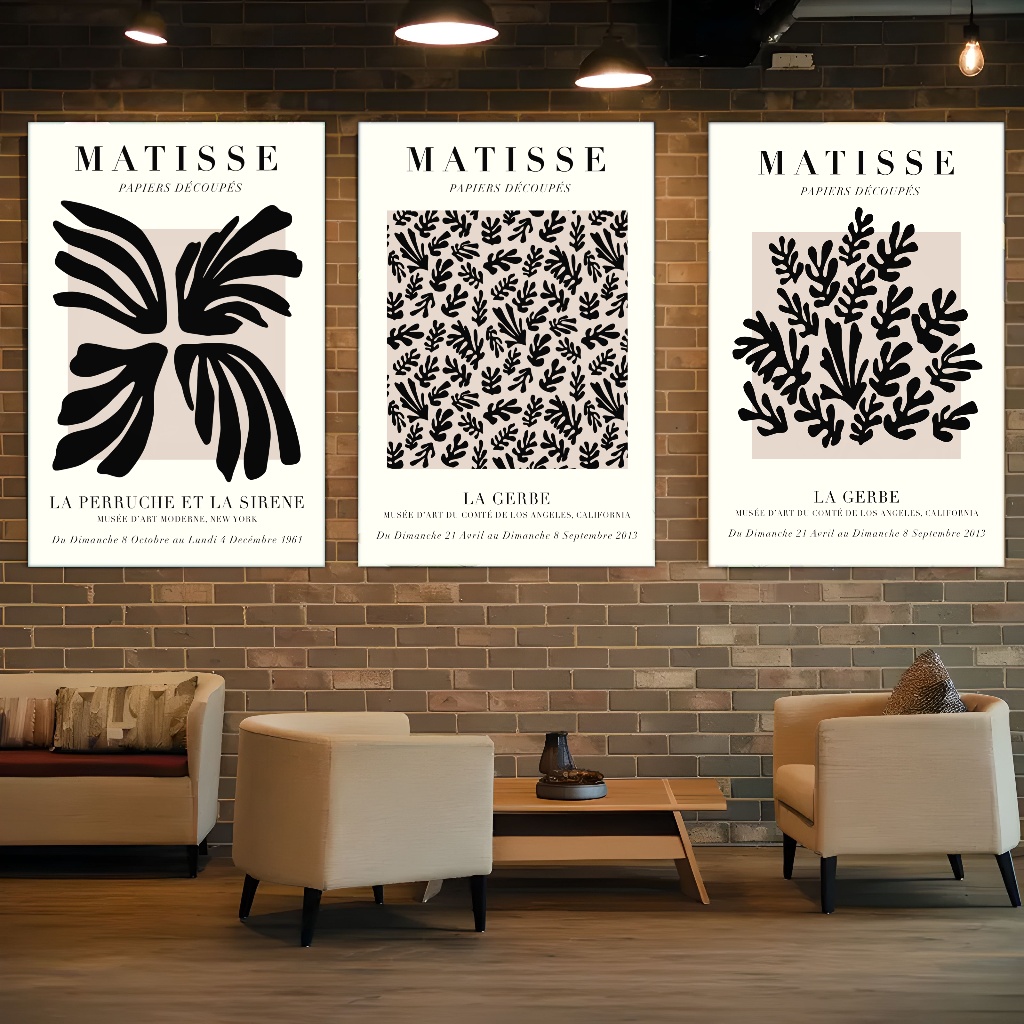 MATISSE
PAPIERS DÉCOUPÉS
LA PERRUCHE ET LA SIRENE
MUSÉE D'ART MODERNE, NEW YORK
Du Dimanche 8 Octobre au Lundi 4 Decémbre 1961
MATISSE
PAPIERS DÉCOUPÉS
LA GERBE
MUSÉE D'ART DU COMTÉ DE LOS ANGELES, CALIFORNIA
Du Dimanche 21 Avril au Dimanche 8 Septembre 2013
MATISSE
PAPIERS DÉCOUPÉS
LA GERBE
MUSÉE D'ART DU COMTÉ DE LOS ANGELES, CALIFORNIA
Du Dimanche 21 Avril au Dimanche 8 Septembre 2013